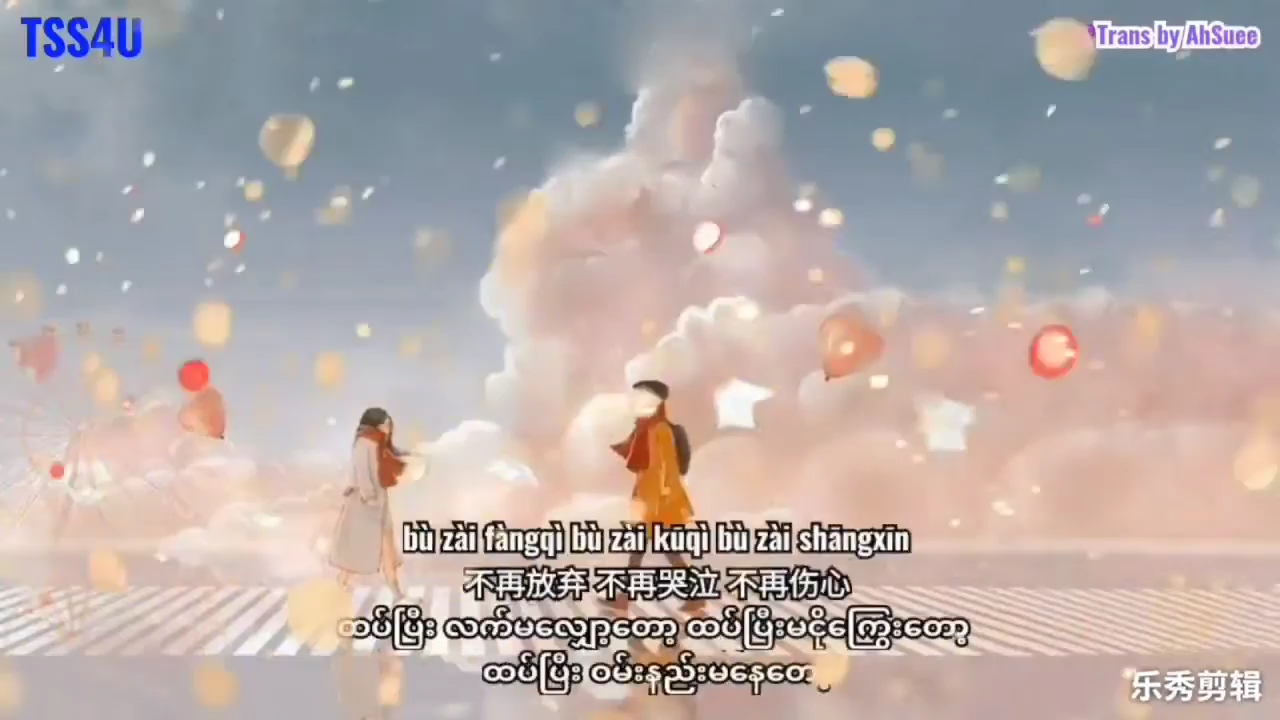 TSS4U
Trans by AhSuee
bù zài fàngqì bù zài kūqì bù zài shāngxīn
不再放弃 不再哭泣 不再伤心
ထပ်ပြီး လက်မလျှော့တော့ ထပ်ပြီးမငိုကြွေးတော့
ထပ်ပြီး ဝမ်းနည်းမနေတော
乐秀剪辑